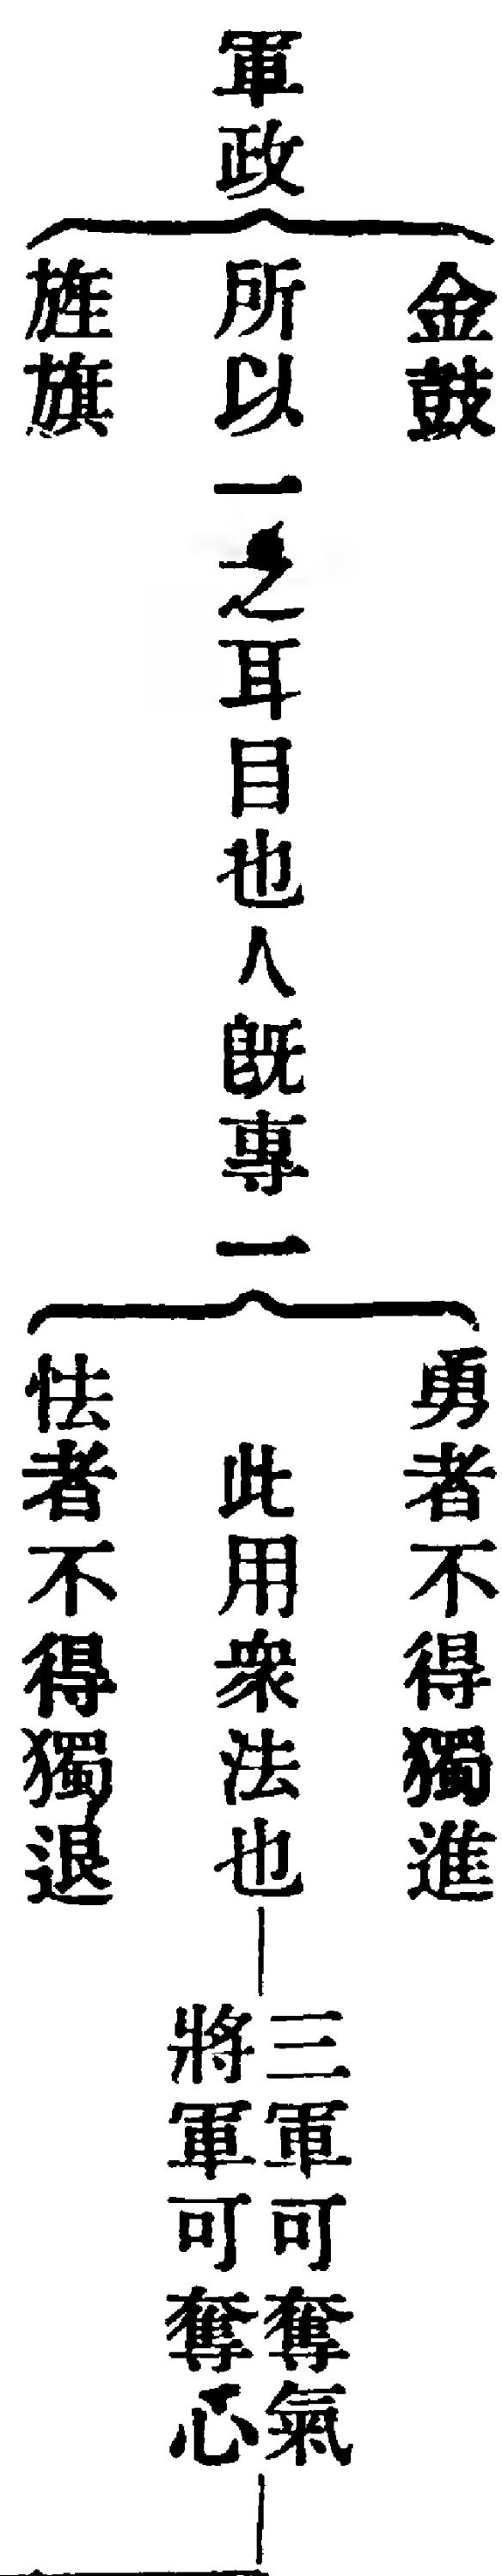 軍政
金鼓
所以一之耳目也人旣專一
旌旗
勇者不得獨進
此用衆法也
怯者不得獨退
三軍可奪氣
將軍可奪心